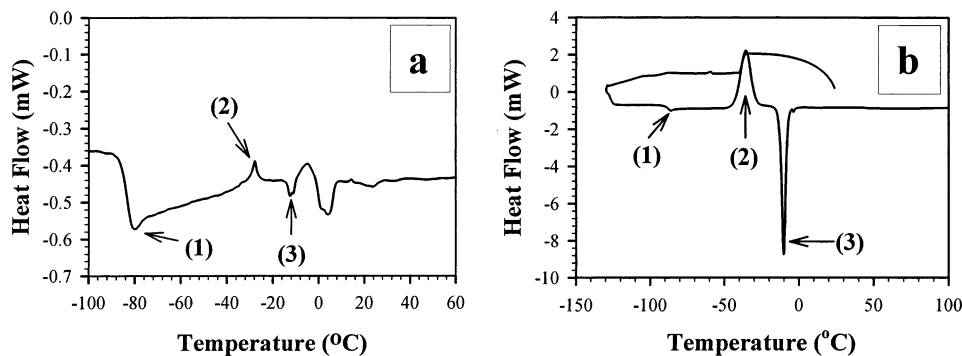 a
Heat Flow (mW)
0.0
-0.1
-0.2
-0.3
-0.4
-0.5
-0.6
-0.7
(1)
(2)
(3)
-100 -80 -60 -40 -20 0 20 40 60
Temperature (OC)
b
Heat Flow (mW)
4
2
0
-2
-4
-6
-8
-10
(1)
(2)
(3)
-150 -100 -50 0 50 100
Temperature (oC)